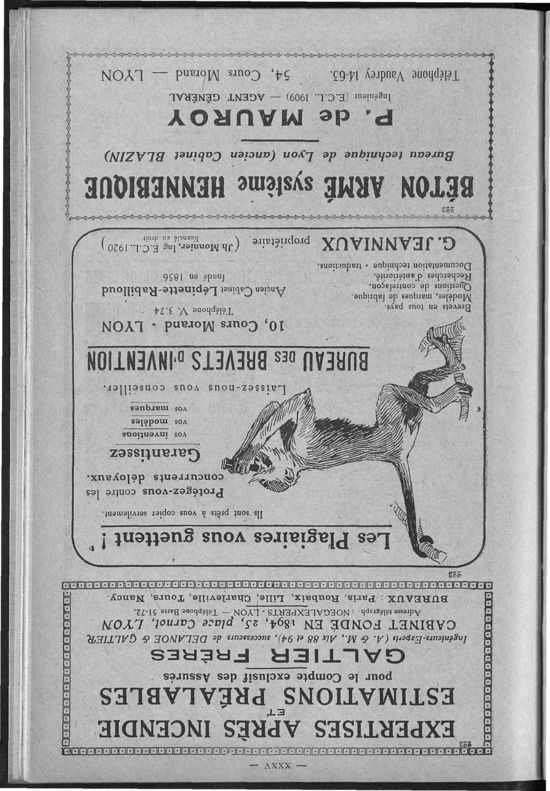 — XXXV —
223
EXPERTISES APRÈS INCENDIE
ET
ESTIMATIONS PRÉALABLES
pour le Compte exclusif des Assurés
GALTIER FRÈRES
Ingénieurs-Experts (A. & M., Aix 88 et 94), successeurs de DELANOE & GALTIER
CABINET FONDÉ EN 1894, 25, place Carnot, LYON
Adresse télégraph. : NOEGALEXPERTS - LYON — Téléphone Barre 51-72.
BUREAUX : Paris, Roubaix, Lille, Charleville, Tours, Nancy.
223
Les Plagiaires vous guettent !
Ils sont prêts à vous copier servilement.
Protégez-vous contre les
concurrents déloyaux.
Garantissez
vos inventions
vos modèles
vos marques
Laissez-nous vous conseiller.
BUREAU DES BREVETS D'INVENTION
10, Cours Morand - LYON
Téléphone V. 3.74
Brevets en tous pays.
Modèles, marques de fabrique.
Questions de contrefaçon.
Recherches d'antériorité.
Documentation technique - traductions.
Ancien Cabinet Lépinette-Rabilloud
fondé en 1856
G. JEANNIAUX propriétaire (Jh Monnier, Ing E.C.L. 1920)
licencié en droit
223
BÉTON ARMÉ système HENNEBIQUE
Bureau technique de Lyon (ancien Cabinet BLAZIN)
P. de MAUROY
Ingénieur (E.C.L. 1909) — AGENT GÉNÉRAL
Téléphone Vaudrey 14-63. 54, Cours Morand — LYON